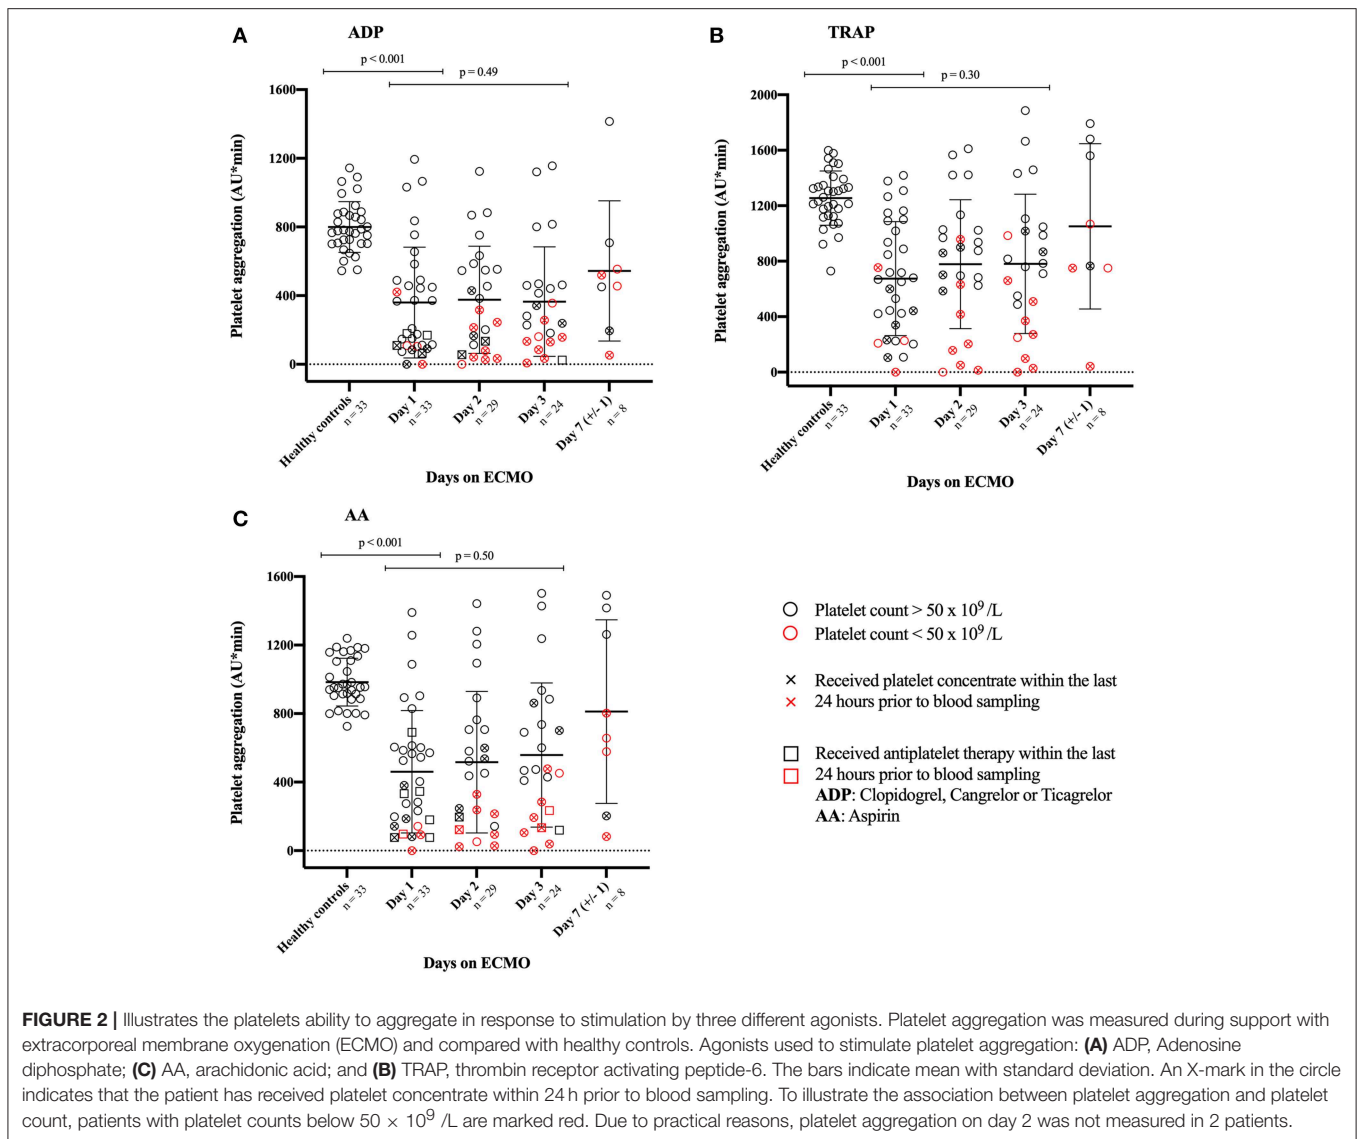 A
ADP
p < 0.001
p = 0.49
1600
1200
800
400
0
Platelet aggregation (AU*min)
Healthy controls
n = 33
Day 1
n = 33
Day 2
n = 29
Day 3
n = 24
Day 7 (+/- 1)
n = 8
Days on ECMO
B
TRAP
p < 0.001
p = 0.30
2000
1600
1200
800
400
0
Platelet aggregation (AU*min)
Healthy controls
n = 33
Day 1
n = 33
Day 2
n = 29
Day 3
n = 24
Day 7 (+/- 1)
n = 8
Days on ECMO
C
AA
p < 0.001
p = 0.50
1600
1200
800
400
0
Platelet aggregation (AU*min)
Healthy controls
n = 33
Day 1
n = 33
Day 2
n = 29
Day 3
n = 24
Day 7 (+/- 1)
n = 8
Days on ECMO
Platelet count > 50 x 10⁹ /L
Platelet count < 50 x 10⁹ /L
Received platelet concentrate within the last
24 hours prior to blood sampling
Received antiplatelet therapy within the last
24 hours prior to blood sampling
ADP: Clopidogrel, Cangrelor or Ticagrelor
AA: Aspirin
FIGURE 2 | Illustrates the platelets ability to aggregate in response to stimulation by three different agonists. Platelet aggregation was measured during support with
extracorporeal membrane oxygenation (ECMO) and compared with healthy controls. Agonists used to stimulate platelet aggregation: (A) ADP, Adenosine
diphosphate; (C) AA, arachidonic acid; and (B) TRAP, thrombin receptor activating peptide-6. The bars indicate mean with standard deviation. An X-mark in the circle
indicates that the patient has received platelet concentrate within 24 h prior to blood sampling. To illustrate the association between platelet aggregation and platelet
count, patients with platelet counts below 50 × 10⁹ /L are marked red. Due to practical reasons, platelet aggregation on day 2 was not measured in 2 patients.